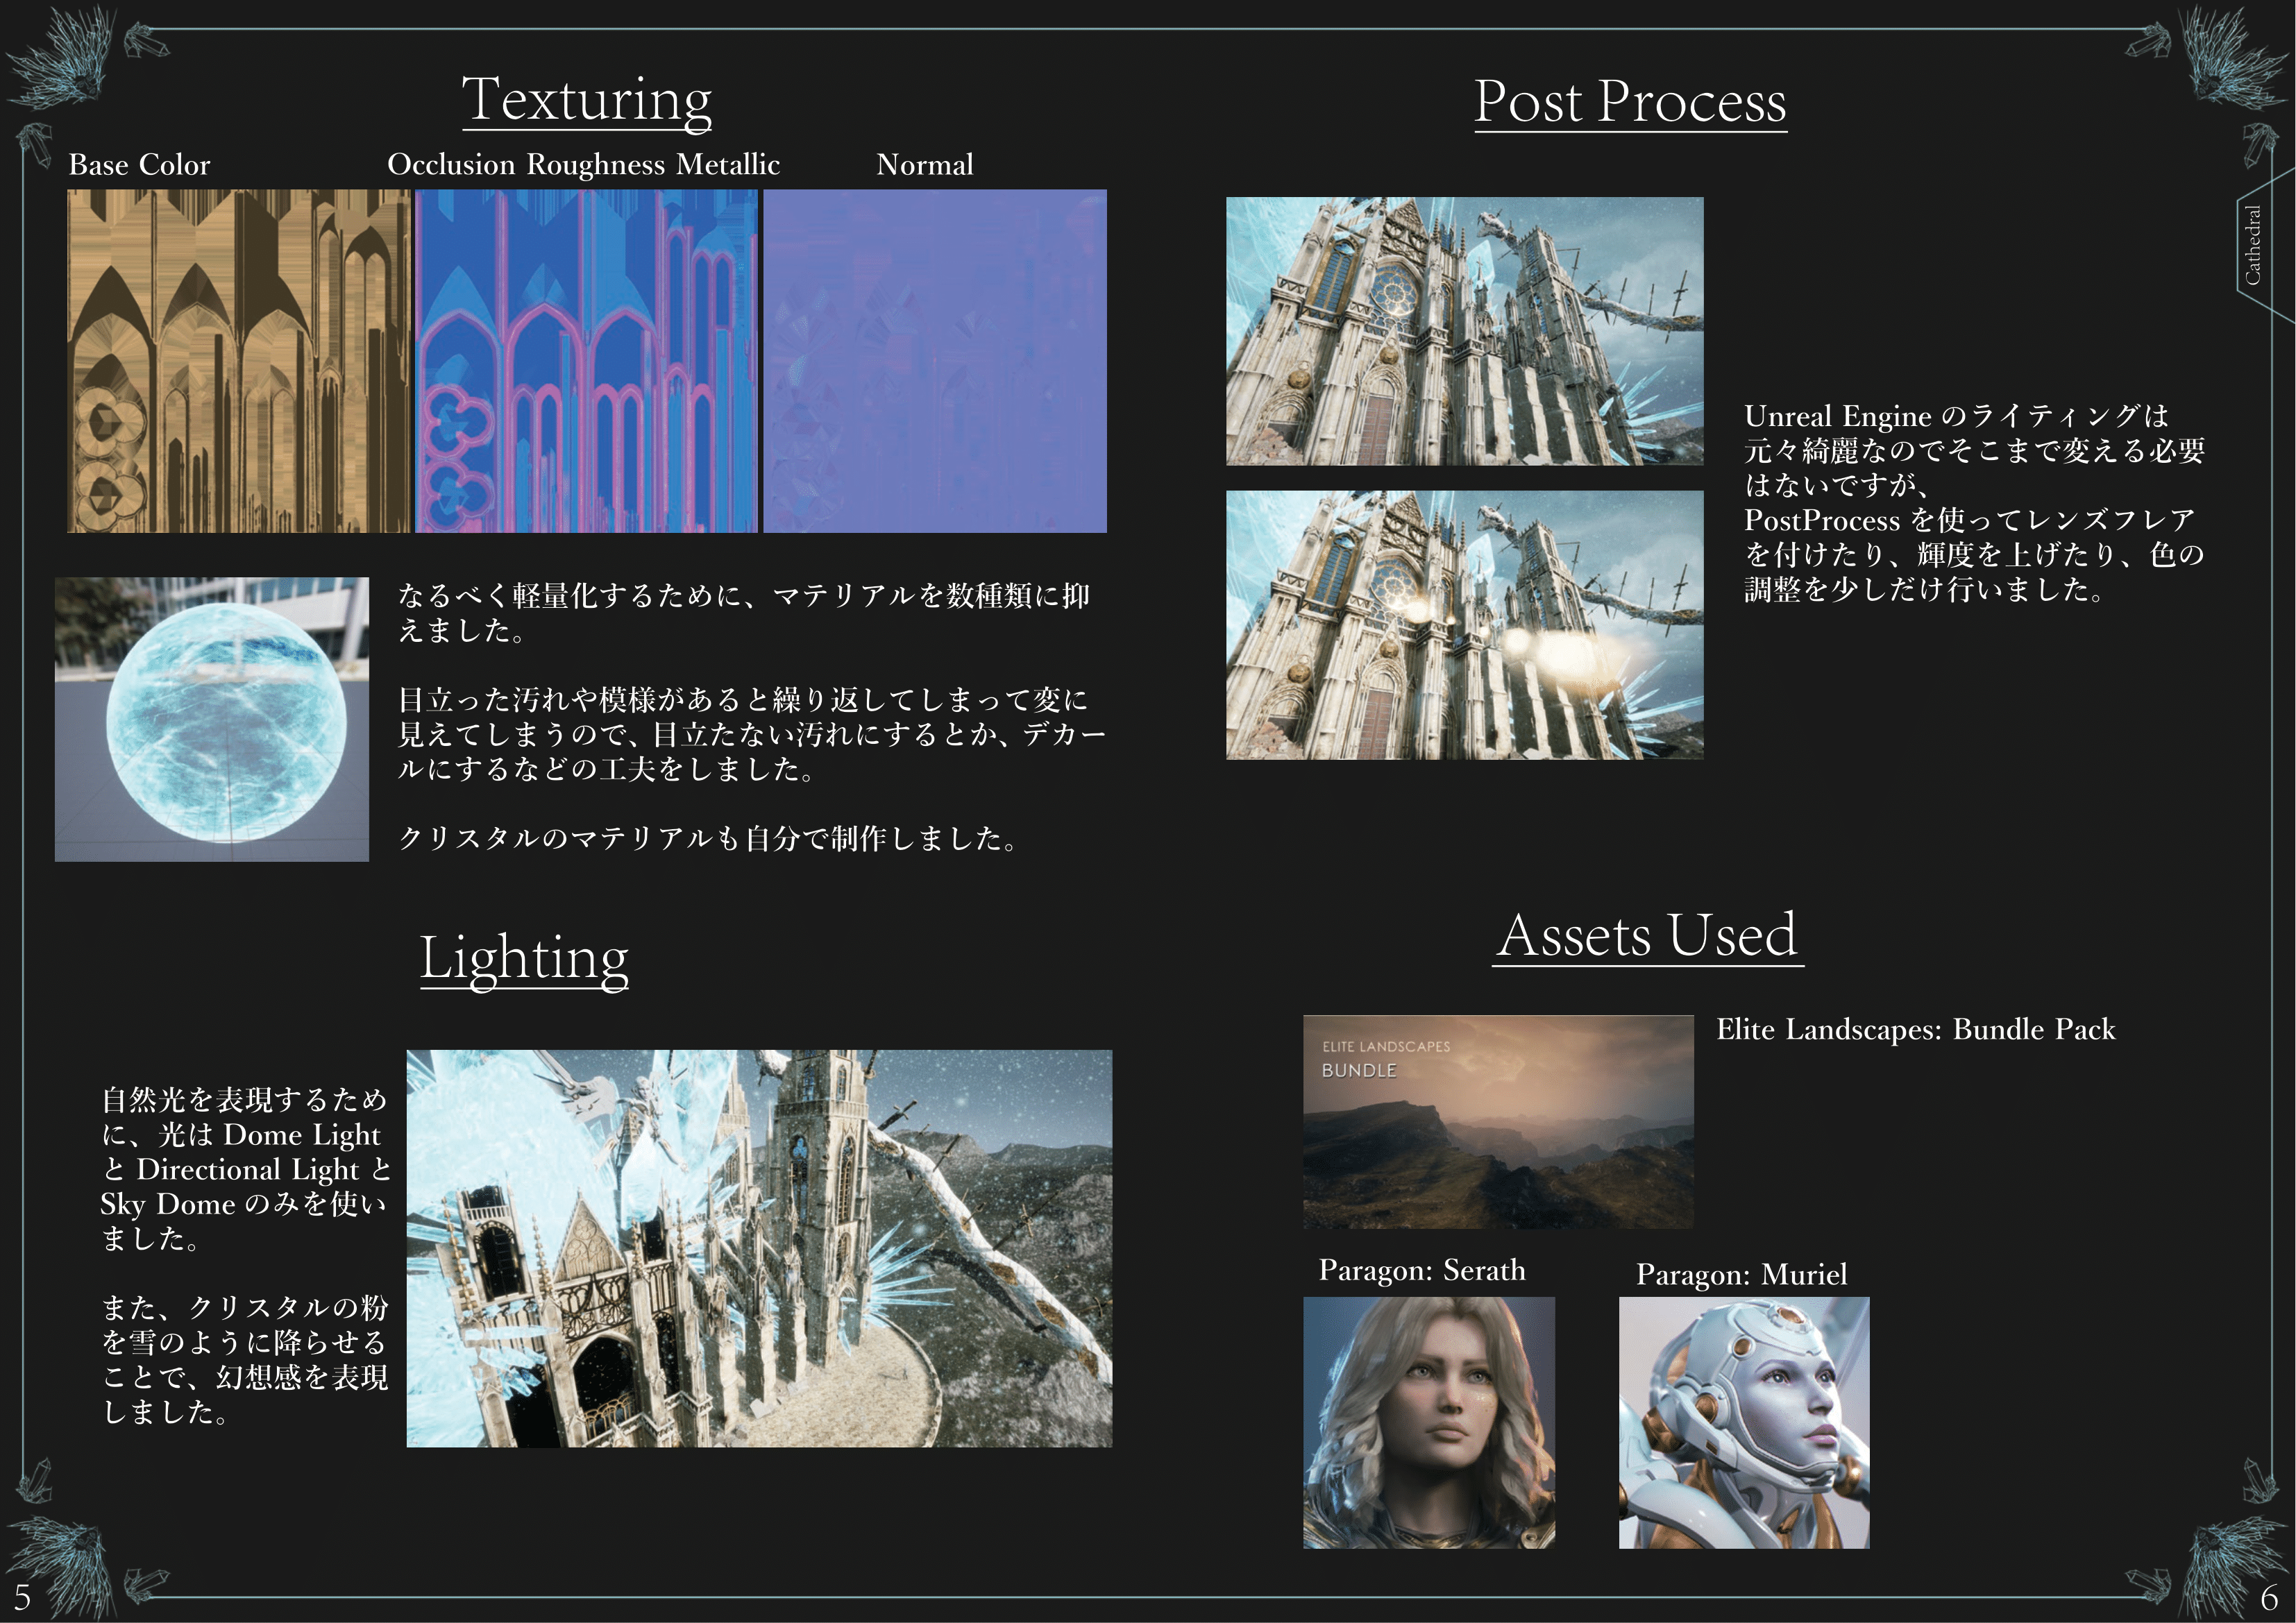 Texturing
Base Color
Occlusion Roughness Metallic
Normal
なるべく軽量化するために、マテリアルを数種類に抑
えました。
目立った汚れや模様があると繰り返してしまって変に
見えてしまうので、目立たない汚れにするとか、デカー
ルにするなどの工夫をしました。
クリスタルのマテリアルも自分で制作しました。
Lighting
自然光を表現するため
に、光は Dome Light
と Directional Light と
Sky Dome のみを使い
ました。
また、クリスタルの粉
を雪のように降らせる
ことで、幻想感を表現
しました。
5
Post Process
Unreal Engine のライティングは
元々綺麗なのでそこまで変える必要
はないですが、
PostProcess を使ってレンズフレア
を付けたり、輝度を上げたり、色の
調整を少しだけ行いました。
Cathedral
Assets Used
ELITE LANDSCAPES
BUNDLE
Elite Landscapes: Bundle Pack
Paragon: Serath
Paragon: Muriel
6